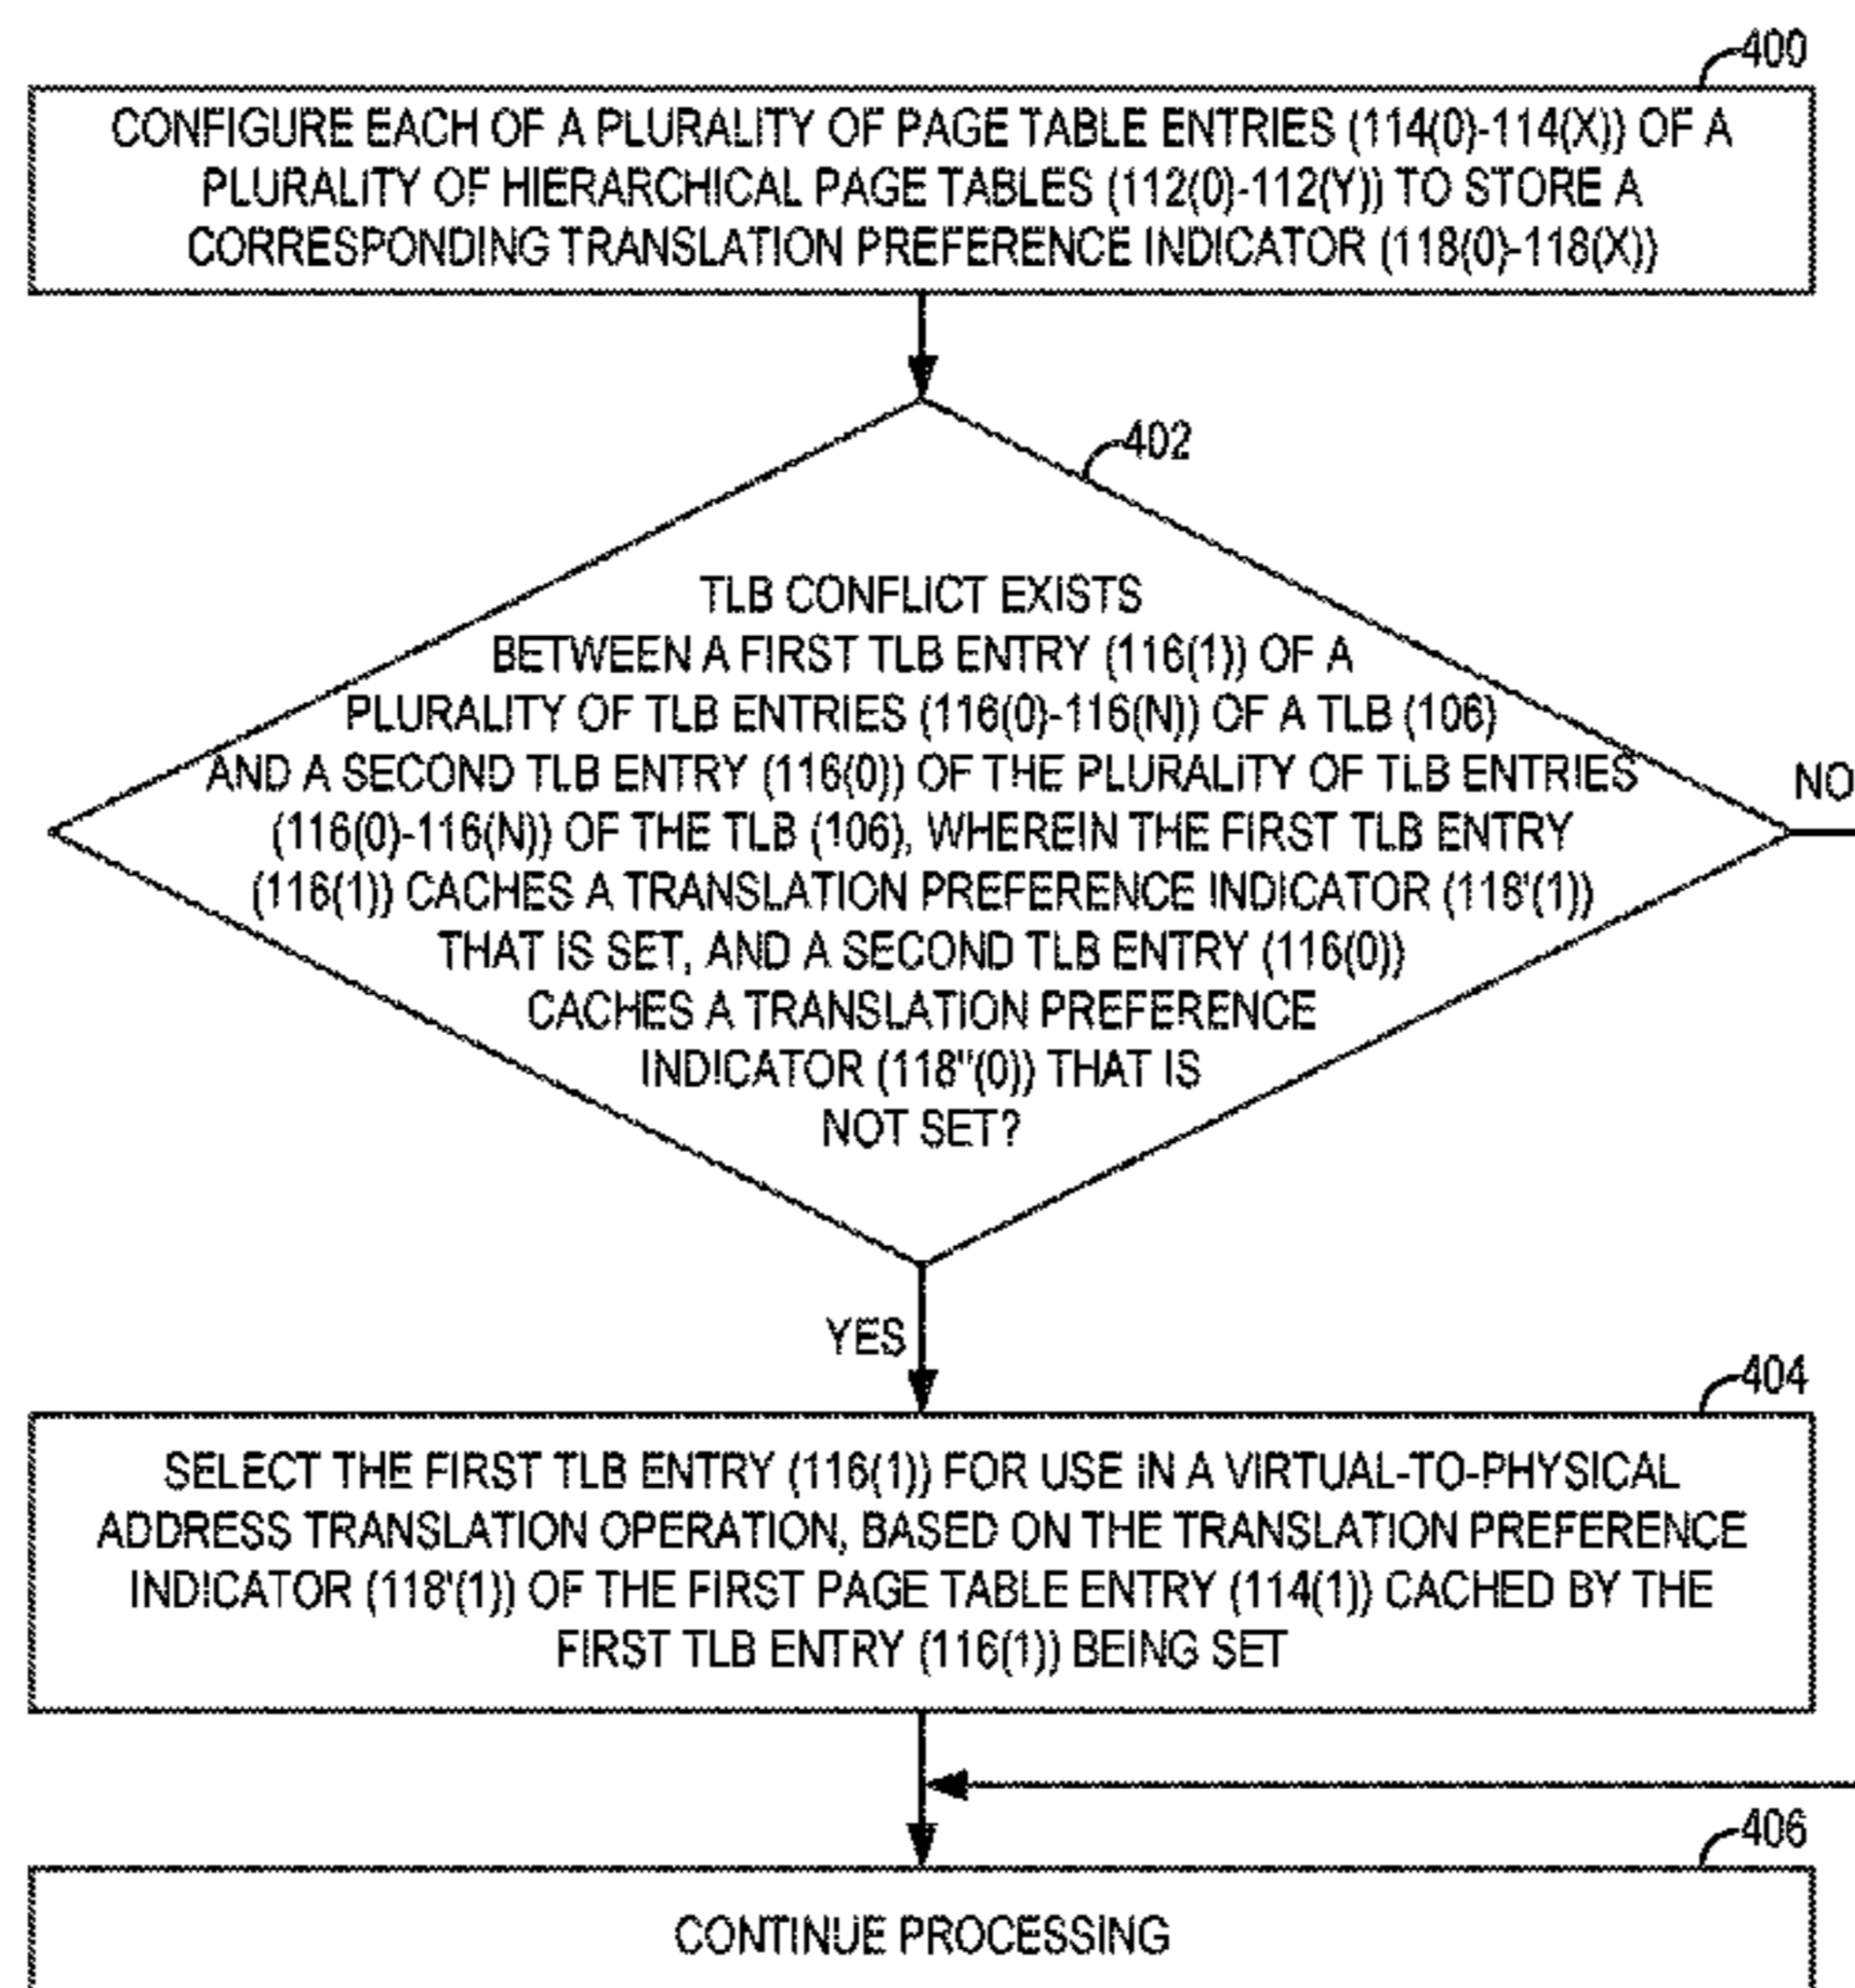 400
CONFIGURE EACH OF A PLURALITY OF PAGE TABLE ENTRIES (114(0)-114(X)) OF A
PLURALITY OF HIERARCHICAL PAGE TABLES (112(0)-112(Y)) TO STORE A
CORRESPONDING TRANSLATION PREFERENCE INDICATOR (118(0)-118(X))
402
TLB CONFLICT EXISTS
BETWEEN A FIRST TLB ENTRY (116(1)) OF A
PLURALITY OF TLB ENTRIES (116(0)-116(N)) OF A TLB (106)
AND A SECOND TLB ENTRY (116(0)) OF THE PLURALITY OF TLB ENTRIES
NO
(116(0)-116(N)) OF THE TLB (106), WHEREIN THE FIRST TLB ENTRY
(116(1)) CACHES A TRANSLATION PREFERENCE INDICATOR (118'(1))
THAT IS SET, AND A SECOND TLB ENTRY (116(0))
CACHES A TRANSLATION PREFERENCE
INDICATOR (118"(0)) THAT IS
NOT SET?
YES
404
SELECT THE FIRST TLB ENTRY (116(1)) FOR USE IN A VIRTUAL-TO-PHYSICAL
ADDRESS TRANSLATION OPERATION, BASED ON THE TRANSLATION PREFERENCE
INDICATOR (118'(1)) OF THE FIRST PAGE TABLE ENTRY (114(1)) CACHED BY THE
FIRST TLB ENTRY (116(1)) BEING SET
406
CONTINUE PROCESSING